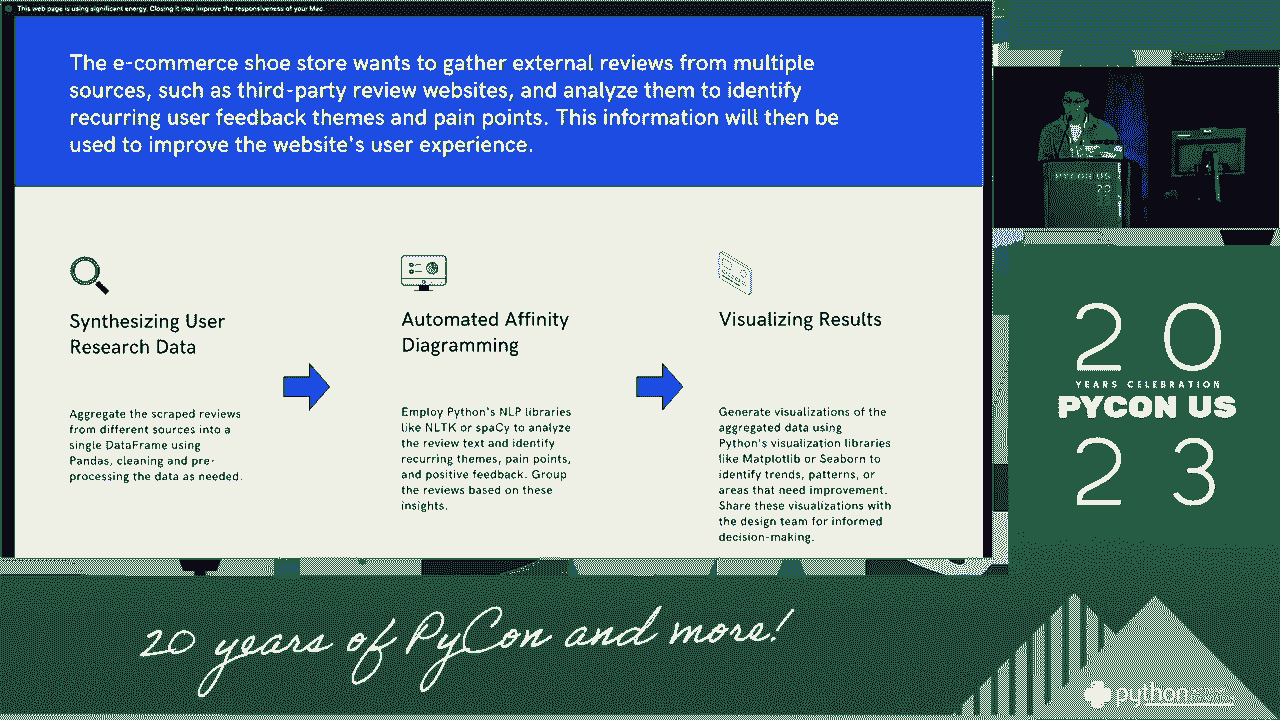 This web page is using significant energy. Closing it may improve the responsiveness of your Mac.
The e-commerce shoe store wants to gather external reviews from multiple
sources, such as third-party review websites, and analyze them to identify
recurring user feedback themes and pain points. This information will then be
used to improve the website's user experience.
Synthesizing User
Research Data
Aggregate the scraped reviews
from different sources into a
single DataFrame using
Pandas, cleaning and pre-
processing the data as needed.
Automated Affinity
Diagramming
Employ Python's NLP libraries
like NLTK or spaCy to analyze
the review text and identify
recurring themes, pain points,
and positive feedback. Group
the reviews based on these
insights.
Visualizing Results
Generate visualizations of the
aggregated data using
Python's visualization libraries
like Matplotlib or Seaborn to
identify trends, patterns, or
areas that need improvement.
Share these visualizations with
the design team for informed
decision-making.
PYCON US
20
20
YEARS CELEBRATION
PYCON US
23
20 years of PyCon and more!
python